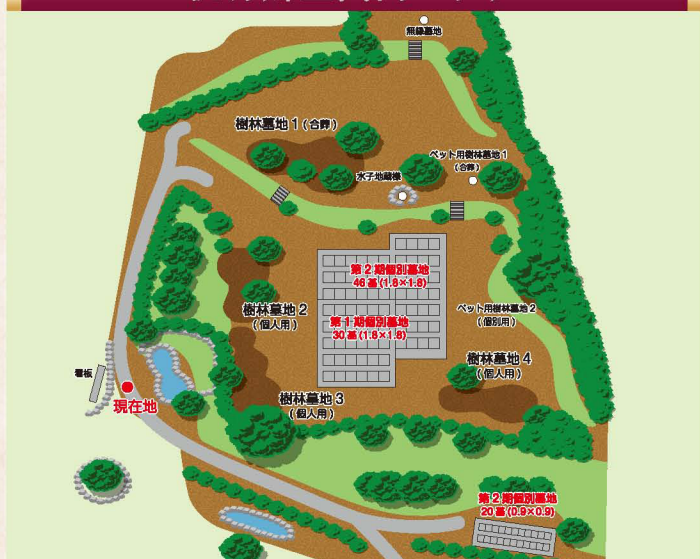 無縁墓地
樹林墓地1(合葬)
ペット用樹林墓地1
(合葬)
水子地蔵様
第2期個別墓地
46基(1.8×1.8)
樹林墓地2
(個人用)
第1期個別墓地
30基(1.8×1.8)
ペット用樹林墓地2
(個別用)
樹林墓地4
(個人用)
看板
現在地
樹林墓地3
(個人用)
第2期個別墓地
20基(0.9×0.9)